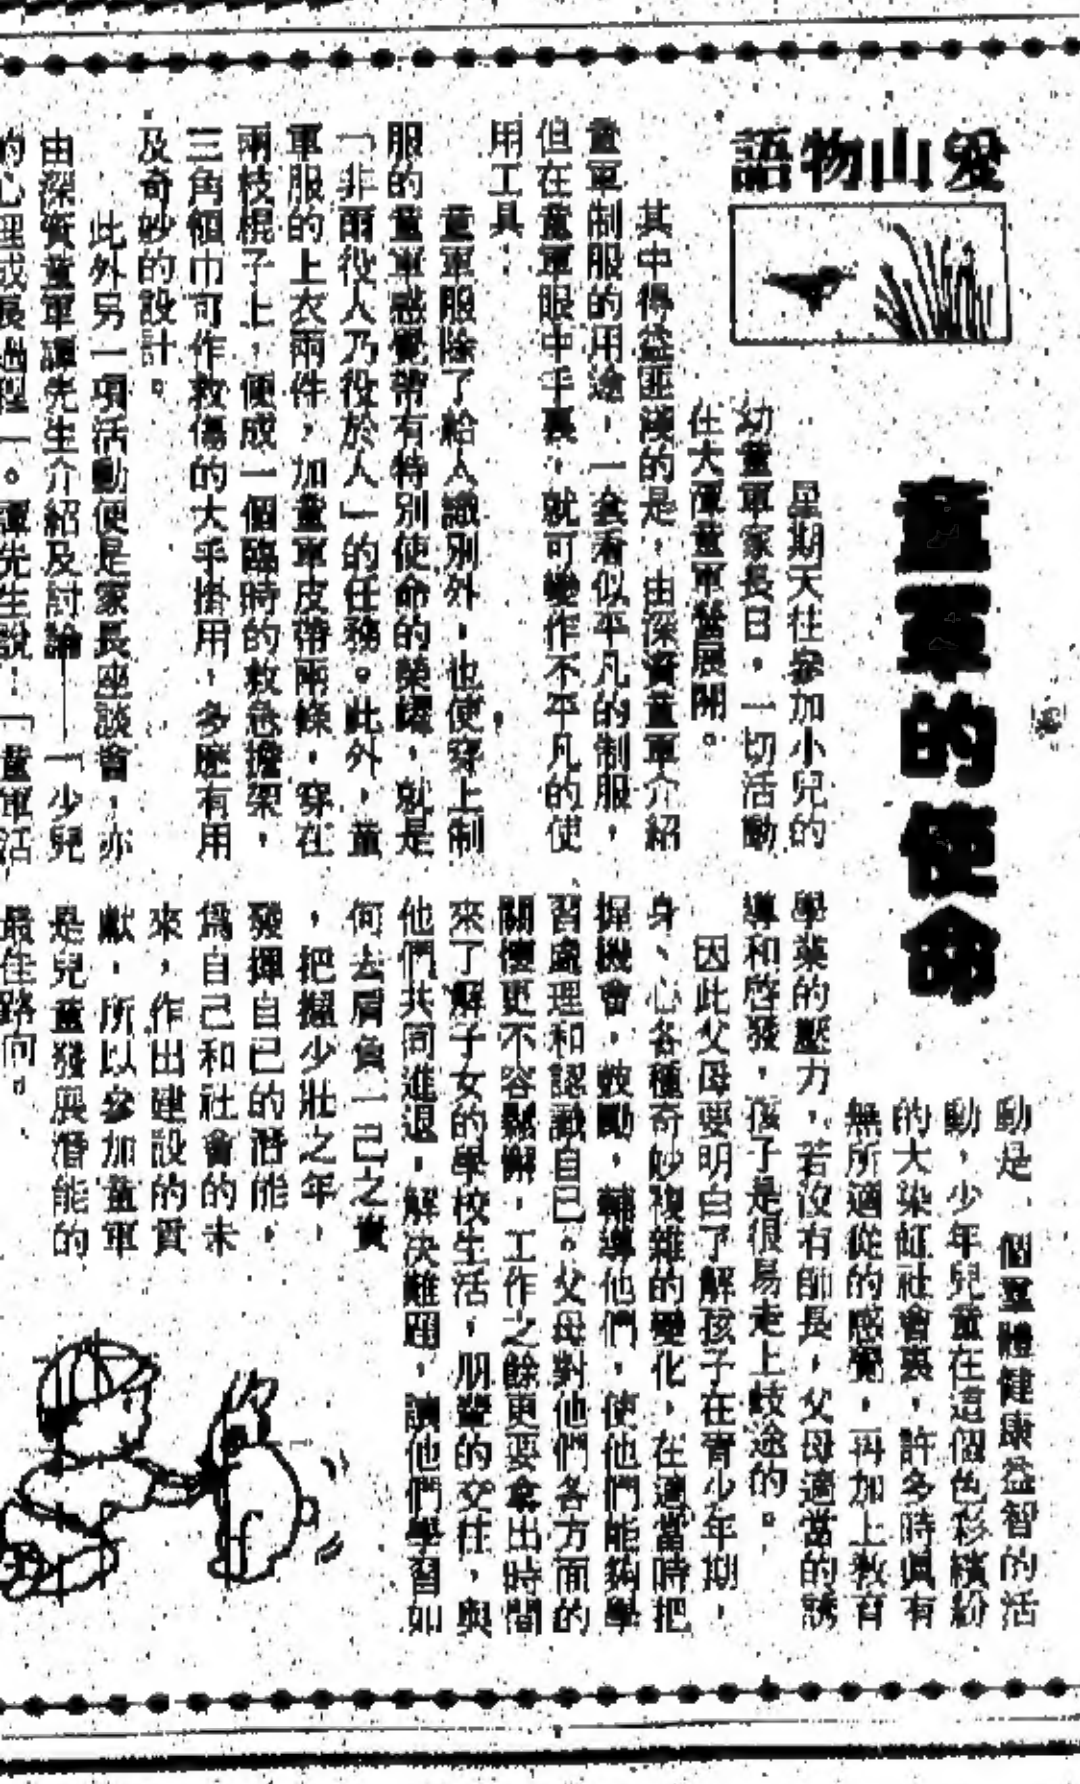 愛山物語
童軍的使命
星期天往參加小兒的
幼童軍家長日，一切活動
在大潭童軍營展開。
其中得益匪淺的是，由深資童軍介紹
童軍制服的用途，一套看似平凡的制服，
但在童軍眼中手裏，就可變作不平凡的使
用工具：
童軍服除了給人識別外，也使穿上制
服的童軍感覺帶有特別使命的榮曜，就是
「非爾役人乃役於人」的任務。此外，童
軍服的上衣兩件，加童軍皮帶兩條，穿在
兩枝棍子上，便成一個臨時的救急擔架，
三角領巾可作救傷的大手掛用，多麽有用
及奇妙的設計。
此外另一項活動便是家長座談會，亦
由深資童軍譚先生介紹及討論——「少兒
的心理成長過程」。譚先生說：「童軍活
動是一個羣體健康益智的活
動，少年兒童在這個色彩繽紛
的大染缸社會裏，許多時眞有
無所適從的感覺，再加上教育
學業的壓力，若沒有師長，父母適當的誘
導和啓發，孩子是很易走上歧途的。
因此父母要明白了解孩子在靑少年期，
身、心各種奇妙複雜的變化，在適當時把
握機會，鼓勵，輔導他們，使他們能夠學
習處理和認識自已。父母對他們各方面的
關懷更不容鬆懈，工作之餘更要拿出時間
來了解子女的學校生活，朋輩的交往，與
他們共同進退，解決難題，讓他們學習如
何去肩負一己之責
，把握少壯之年，
發揮自已的潛能，
爲自己和社會的未
來，作出建設的貢
獻，所以參加童軍
是兒童發展潛能的
最佳路向。